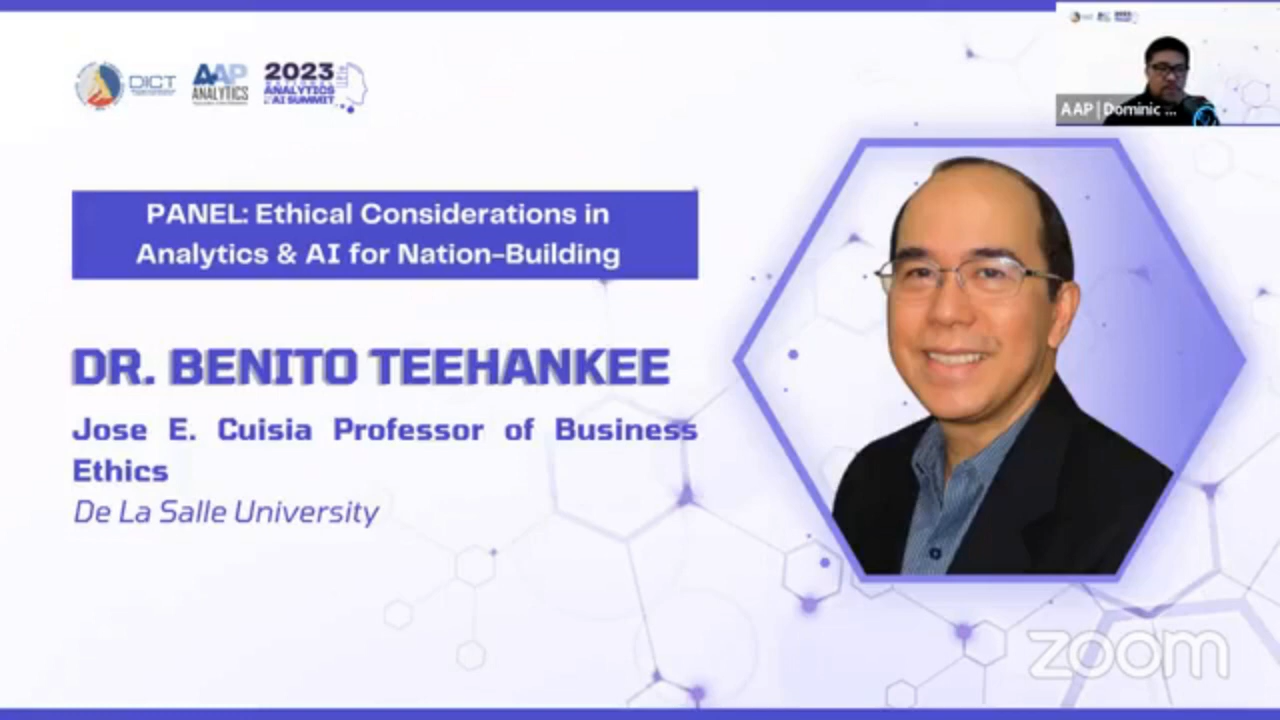 DICT
AAP
ANALYTICS
2023
ANALYTICS
AI SUMMIT
AAP | Dominic ...
PANEL: Ethical Considerations in
Analytics & AI for Nation-Building
DR. BENITO TEEHANKEE
Jose E. Cuisia Professor of Business
Ethics
De La Salle University
zoom